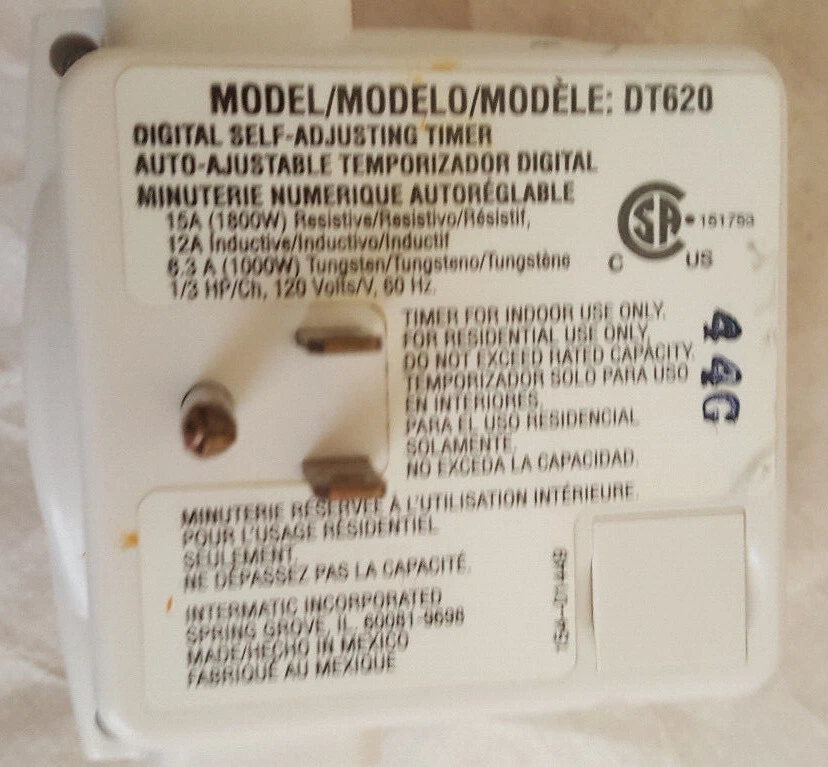 MODEL/MODELO/MODÈLE: DT620
DIGITAL SELF-ADJUSTING TIMER
AUTO-AJUSTABLE TEMPORIZADOR DIGITAL
MINUTERIE NUMERIQUE AUTORÉGLABLE
15A (1800W) Resistive/Resistivo/Résistif,
12A Inductive/Inductivo/Inductif
8.3 A (1000W) Tungsten/Tungsteno/Tungstène
1/3 HP/Ch, 120 Volts/V, 60 Hz.
CSA 151793
C US
TIMER FOR INDOOR USE ONLY.
FOR RESIDENTIAL USE ONLY,
DO NOT EXCEED RATED CAPACITY.
TEMPORIZADOR SOLO PARA USO
EN INTERIORES.
PARA EL USO RESIDENCIAL
SOLAMENTE.
NO EXCEDA LA CAPACIDAD.
MINUTERIE RÉSERVÉE À L'UTILISATION INTÉRIEURE.
POUR L'USAGE RÉSIDENTIEL
SEULEMENT.
NE DÉPASSEZ PAS LA CAPACITÉ.
INTERMATIC INCORPORATED
SPRING GROVE, IL. 60081-9698
MADE/HECHO IN MEXICO
FABRIQUÉ AU MEXIQUE